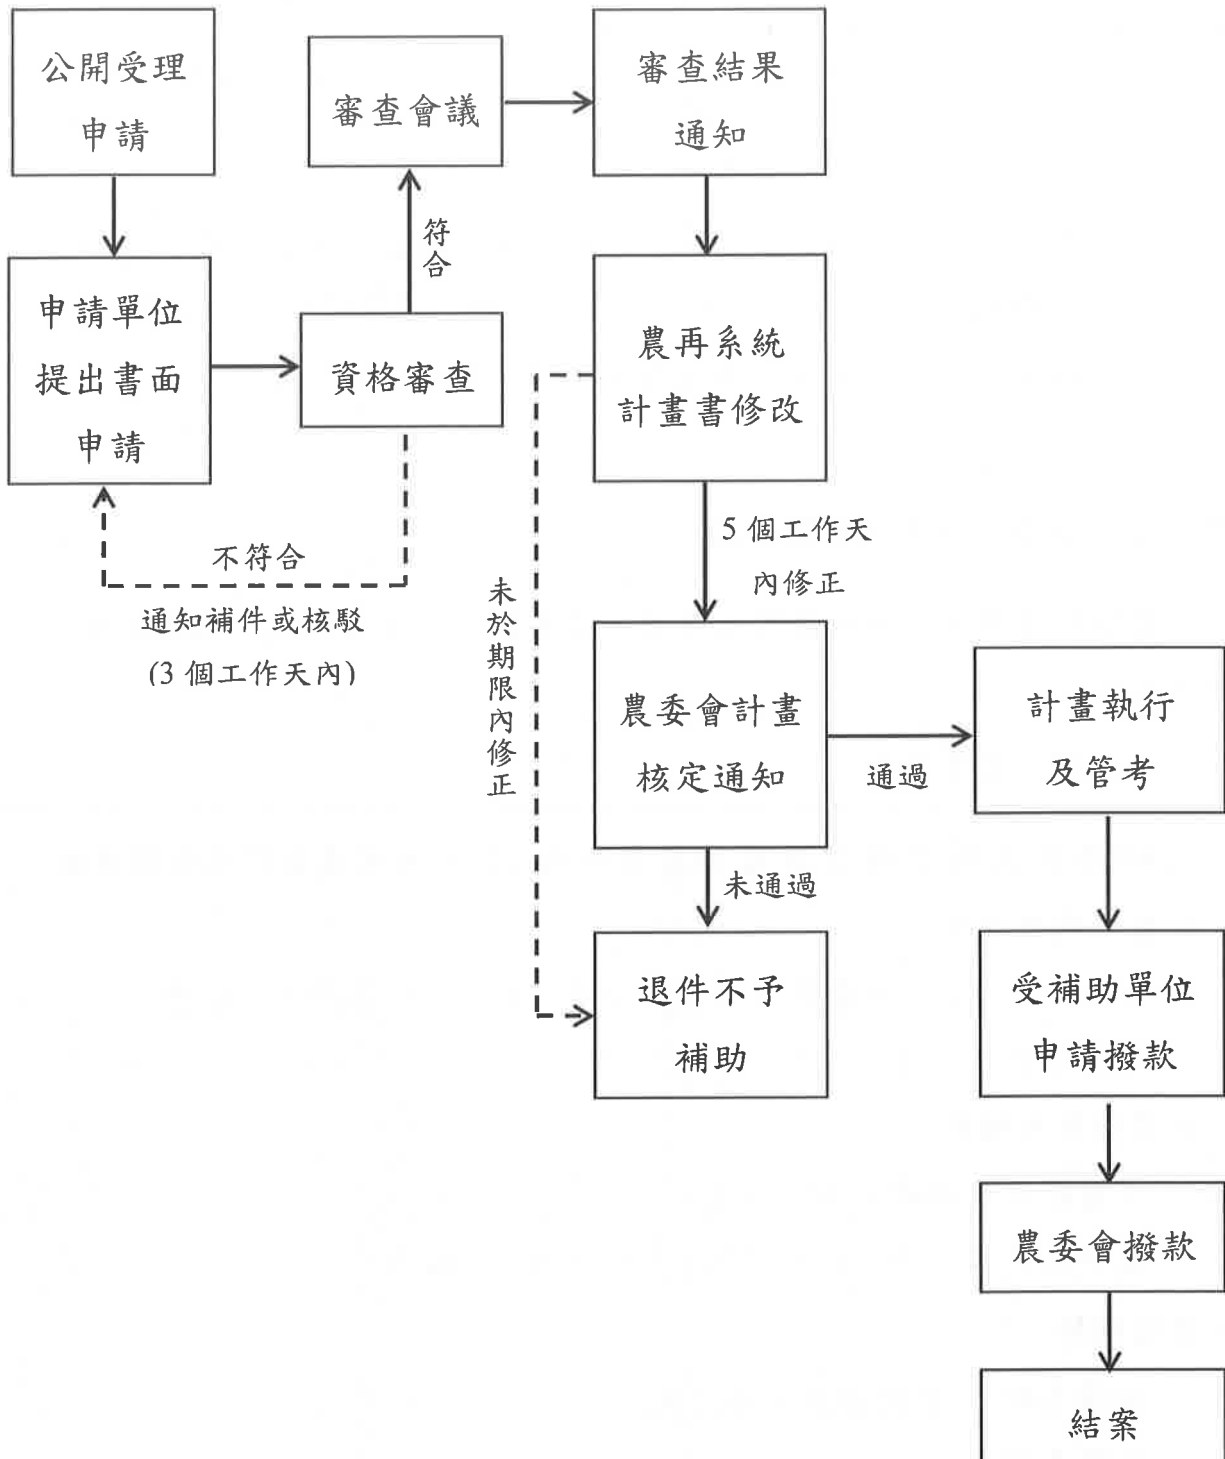 公開受理
申請
申請單位
提出書面
申請
資格審查
不符合
通知補件或核駁
(3 個工作天內)
符合
審查會議
審查結果
通知
農再系統
計畫書修改
5 個工作天
內修正
未於期限內修正
農委會計畫
核定通知
通過
未通過
退件不予
補助
計畫執行
及管考
受補助單位
申請撥款
農委會撥款
結案